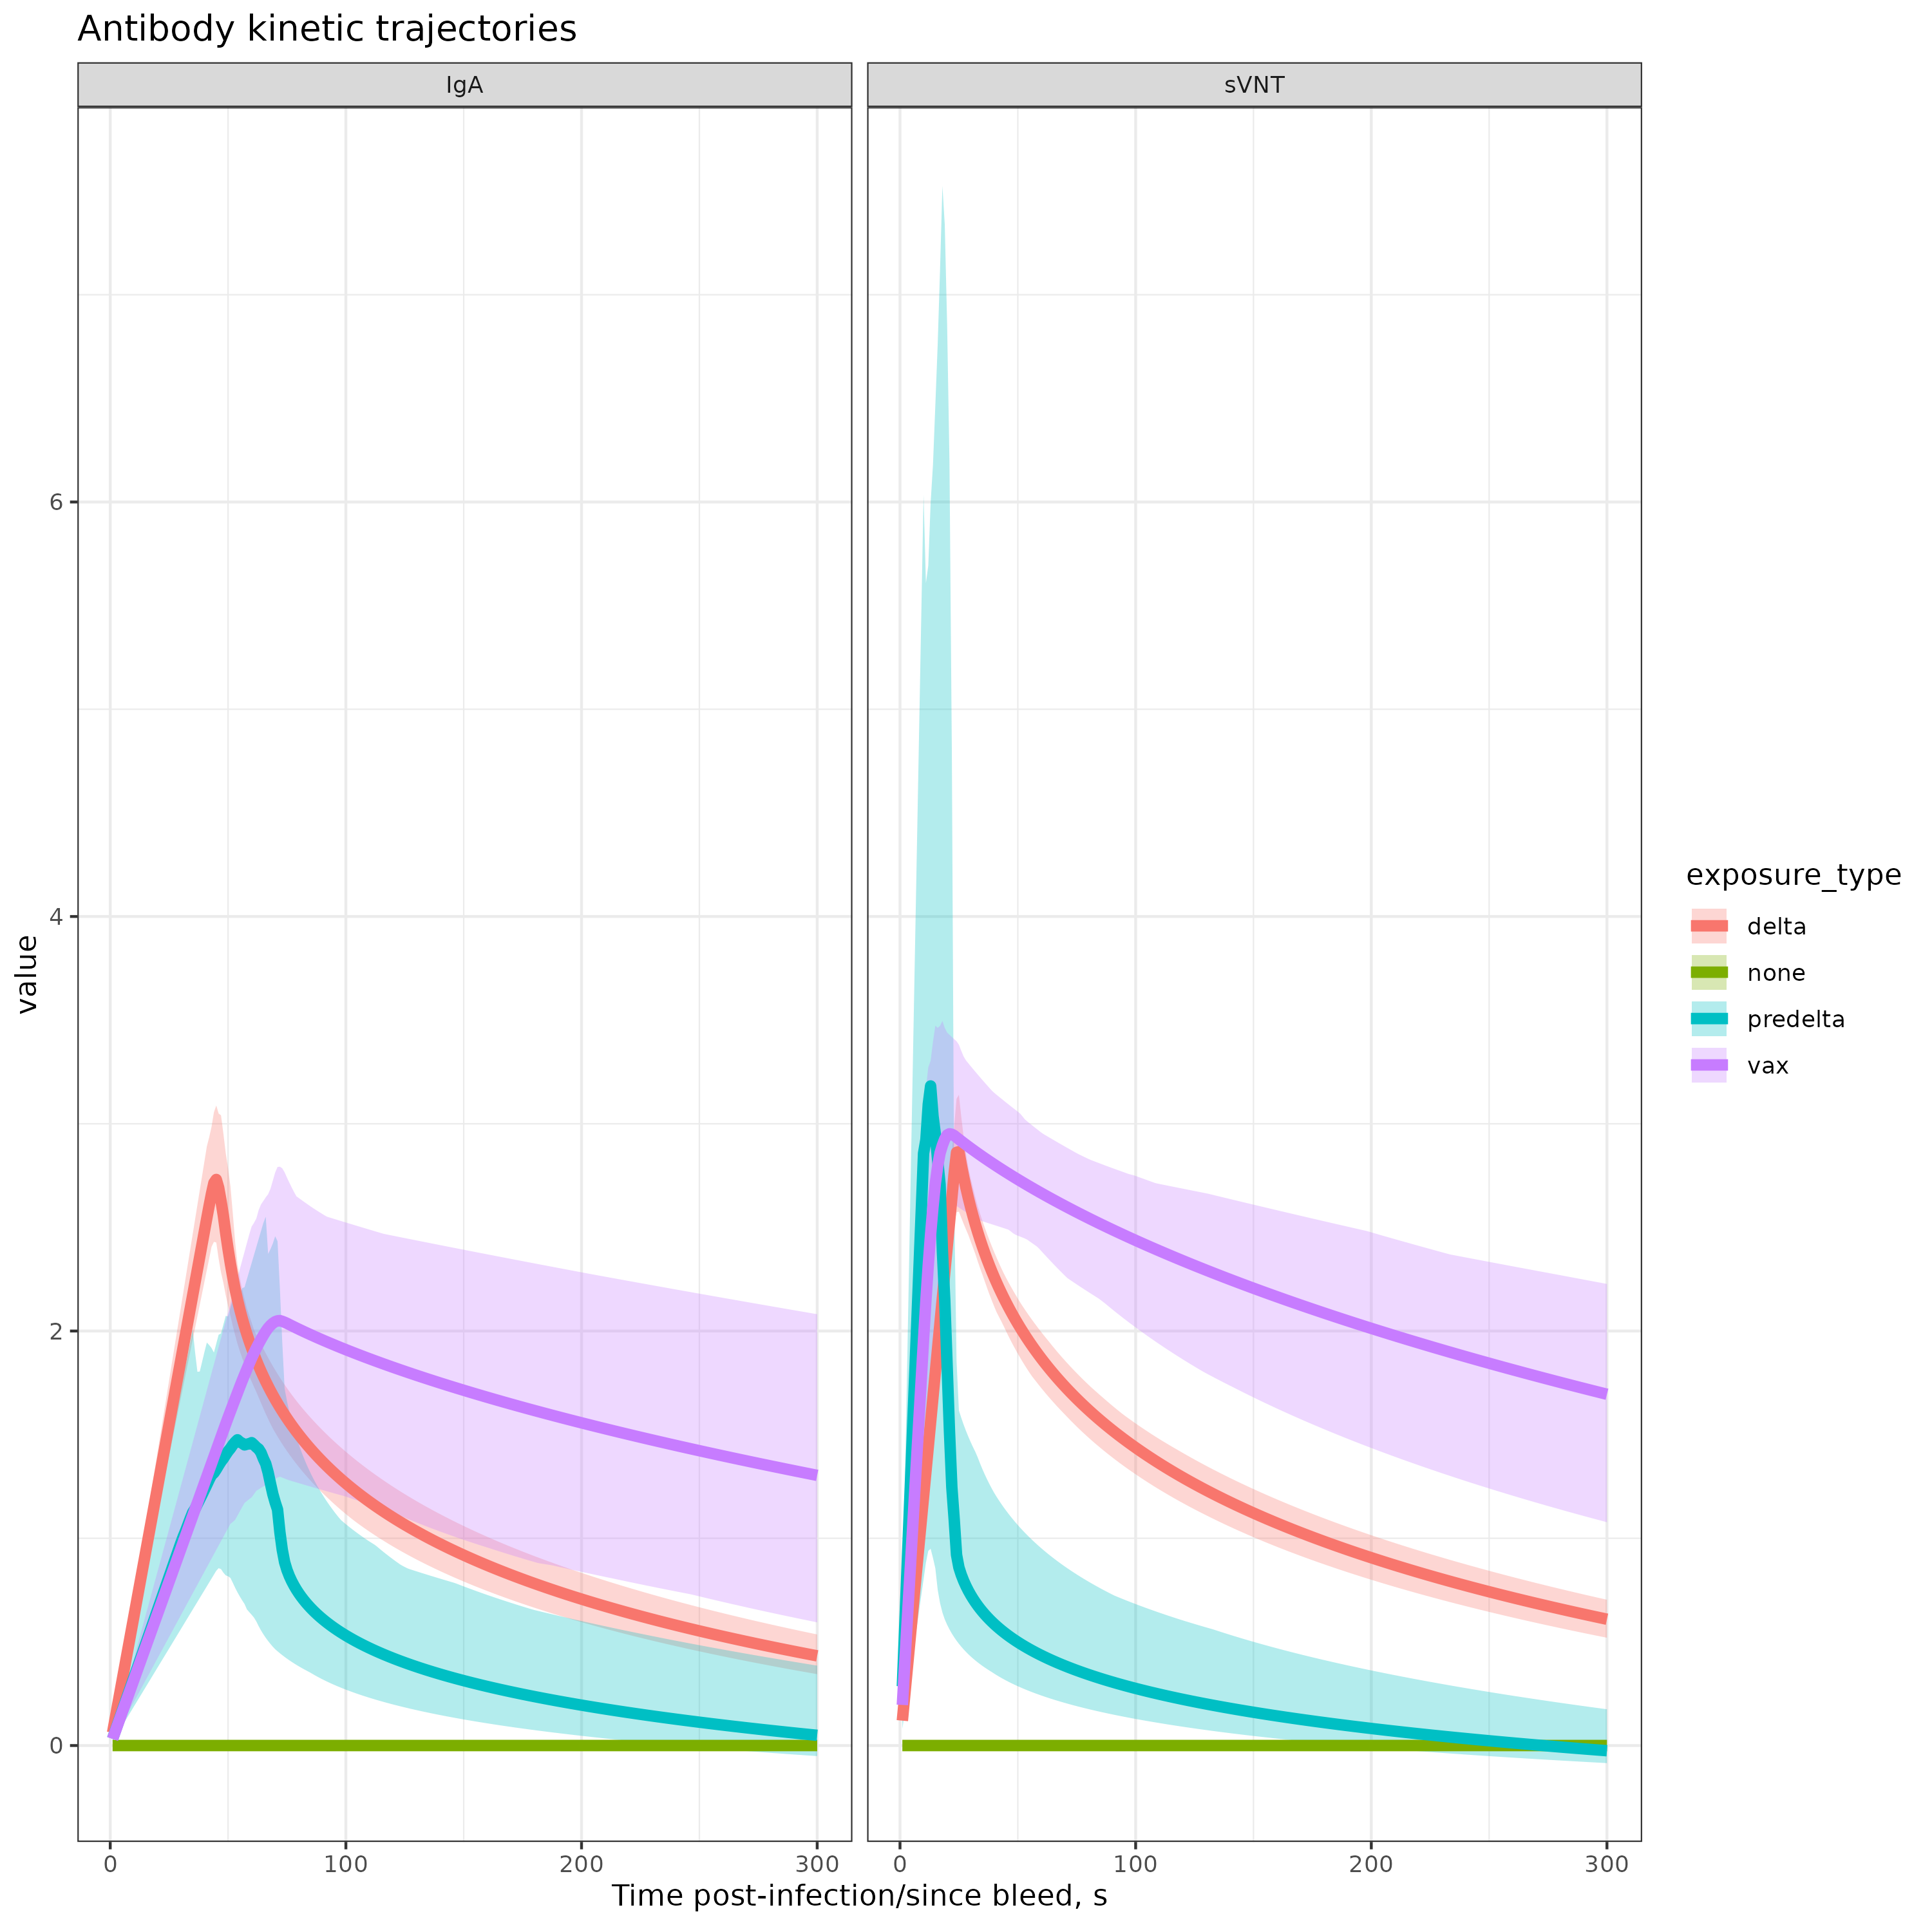 Antibody kinetic trajectories
IgA
sVNT
value
6
4
2
0
0
100
200
300
0
100
200
300
Time post-infection/since bleed, s
exposure_type
delta
none
predelta
vax